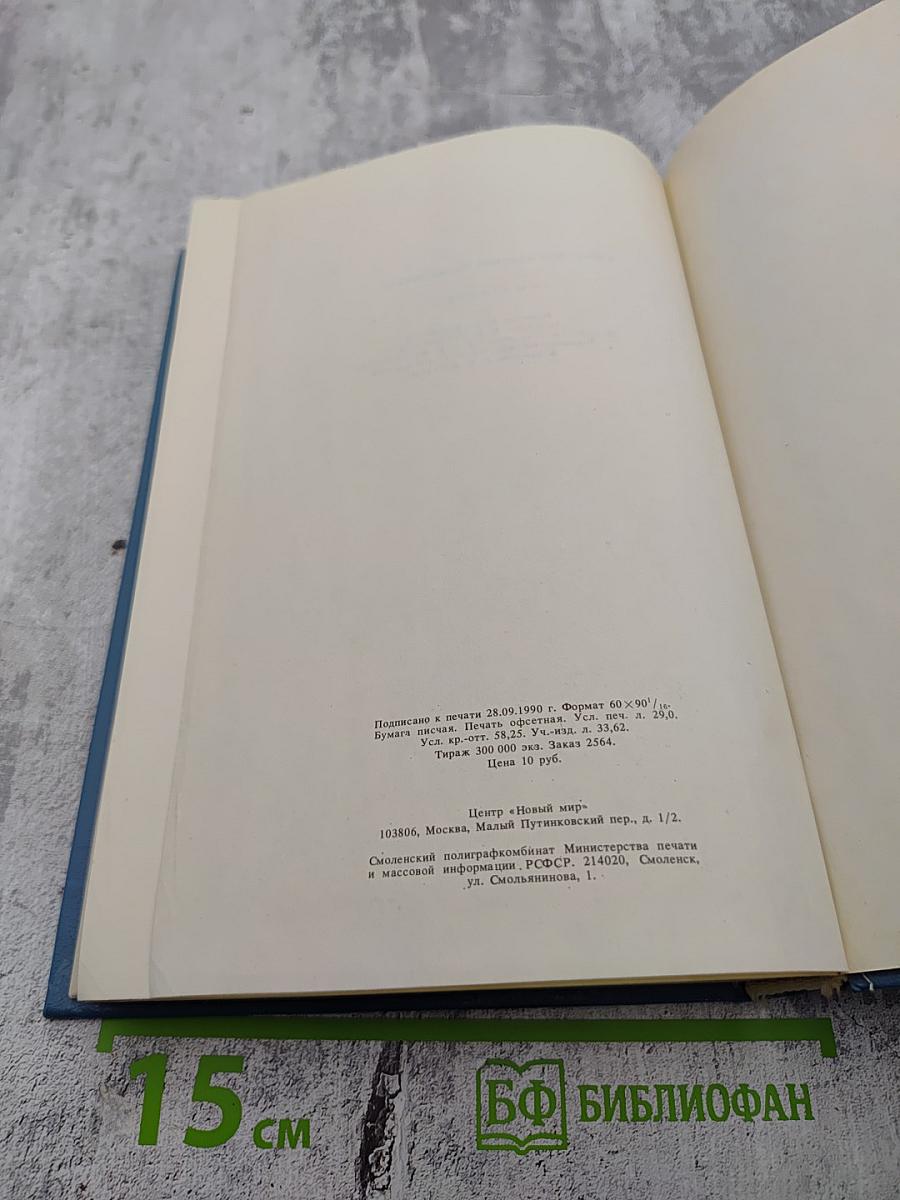 Подписано к печати 28.09.1990 г. Формат 60×90¹/₁₆.
Бумага писчая. Печать офсетная. Усл. печ. л. 29,0.
Усл. кр.-отт. 58,25. Уч.-изд. л. 33,62.
Тираж 300 000 экз. Заказ 2564.
Цена 10 руб.
Центр «Новый мир»
103806, Москва, Малый Путинковский пер., д. 1/2.
Смоленский полиграфкомбинат Министерства печати
и массовой информации РСФСР. 214020, Смоленск,
ул. Смольянинова, 1.
15 см
БФ БИБЛИОФАН